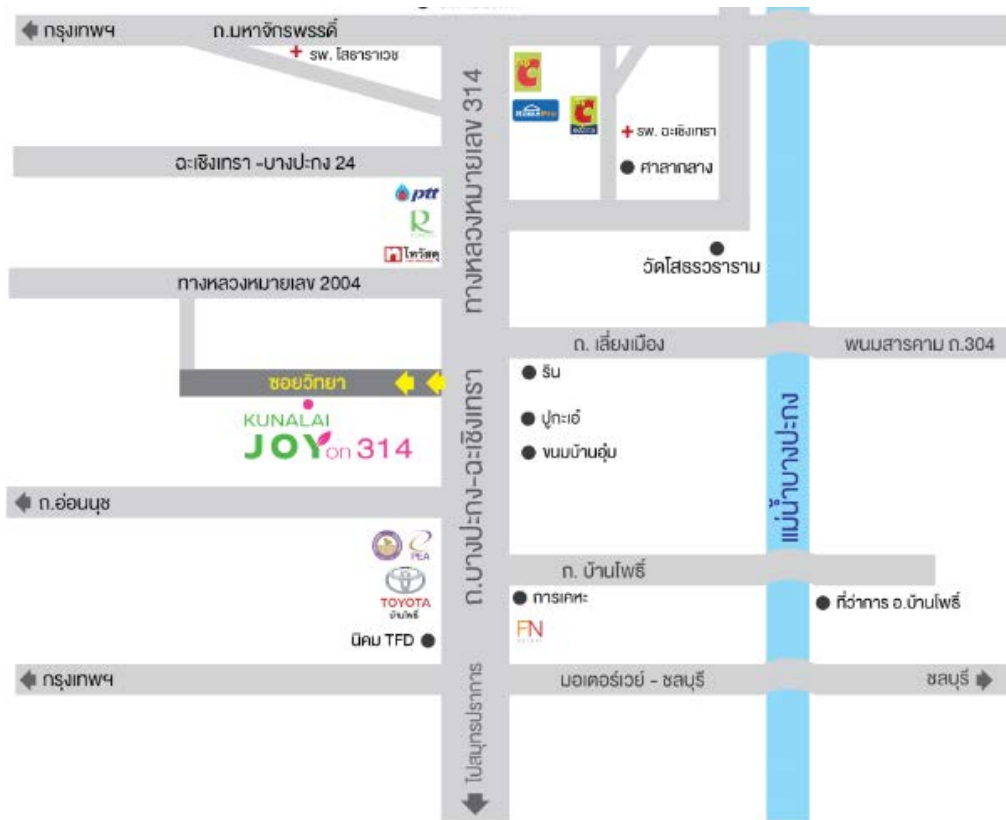 กรุงเทพฯ
ถ.มหาจักรพรรดิ์
รพ. โสธาราเวช
ทางหลวงหมายเลข 314
รพ. ฉะเชิงเทรา
ศาลากลาง
ฉะเชิงเทรา -บางปะกง 24
ptt
R
ไทวัสดุ
วัดโสธรวราราม
ทางหลวงหมายเลข 2004
ถ. เลี่ยงเมือง
พนมสารคาม ถ.304
ซอยวิทยา
ริน
KUNALAI
JOY on 314
ปูกะเอ๋
ขนมบ้านอุ๋ม
ถ.บางปะกง-ฉะเชิงเทรา
แม่น้ำบางปะกง
ถ.อ่อนนุช
PEA
ถ. บ้านโพธิ์
TOYOTA
บ้านโพธิ์
การเคหะ
ที่ว่าการ อ.บ้านโพธิ์
FN
นิคม TFD
กรุงเทพฯ
มอเตอร์เวย์ - ชลบุรี
ชลบุรี
ไปสมุทรปราการ